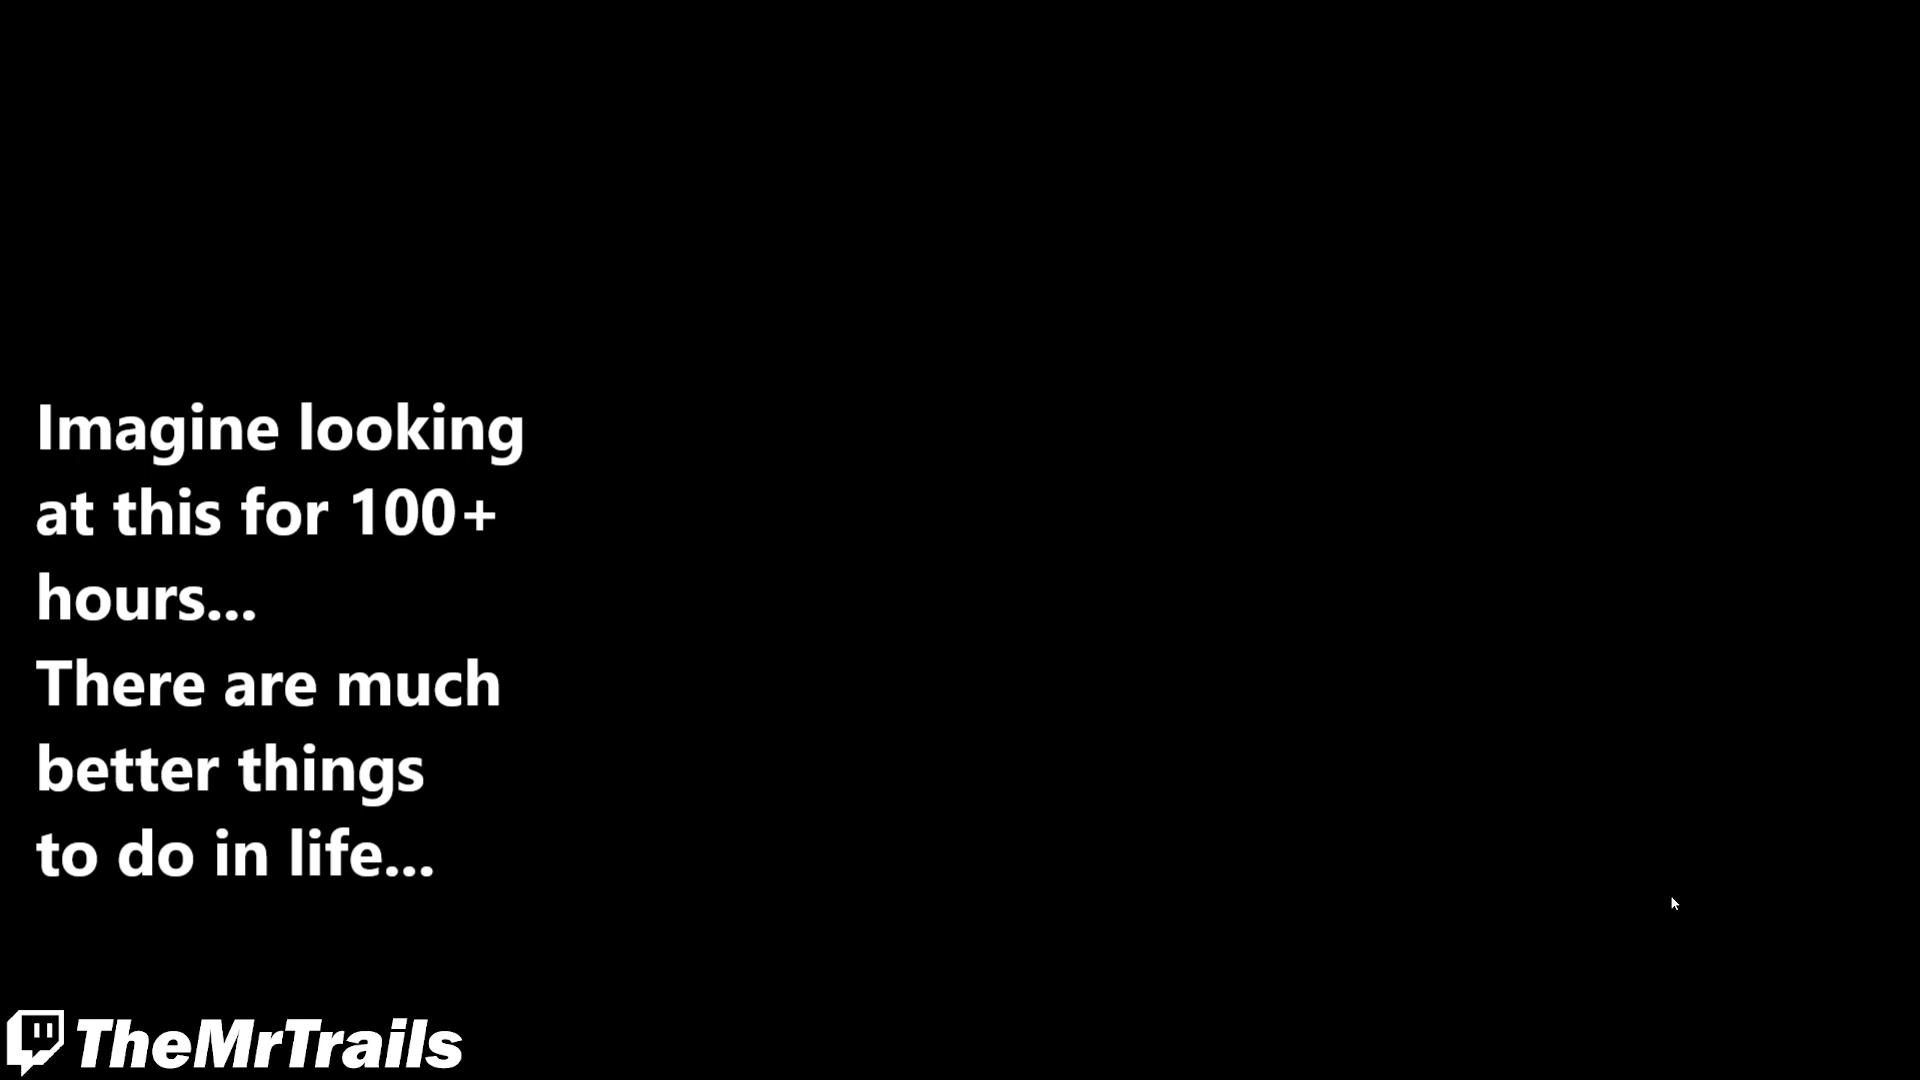 Imagine looking
at this for 100+
hours...
There are much
better things
to do in life...
TheMrTrails